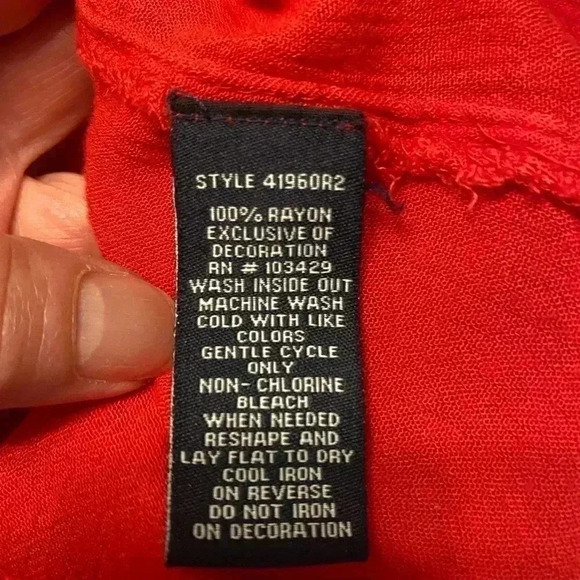 STYLE 41960R2
100% RAYON
EXCLUSIVE OF
DECORATION
RN # 103429
WASH INSIDE OUT
MACHINE WASH
COLD WITH LIKE
COLORS
GENTLE CYCLE
ONLY
NON- CHLORINE
BLEACH
WHEN NEEDED
RESHAPE AND
LAY FLAT TO DRY
COOL IRON
ON REVERSE
DO NOT IRON
ON DECORATION